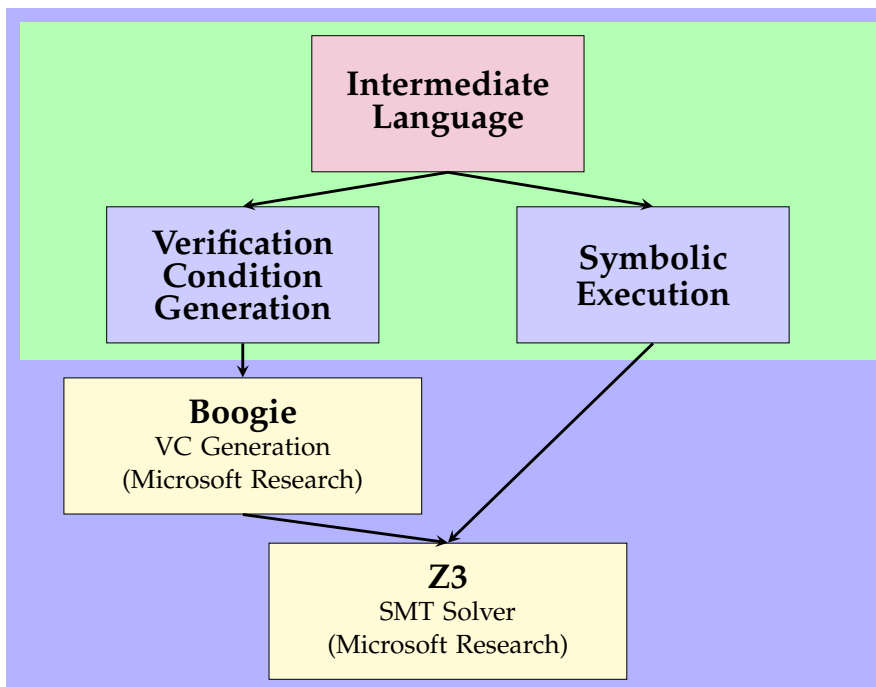 Intermediate
Language
Verification
Condition
Generation
Symbolic
Execution
Boogie
VC Generation
(Microsoft Research)
Z3
SMT Solver
(Microsoft Research)